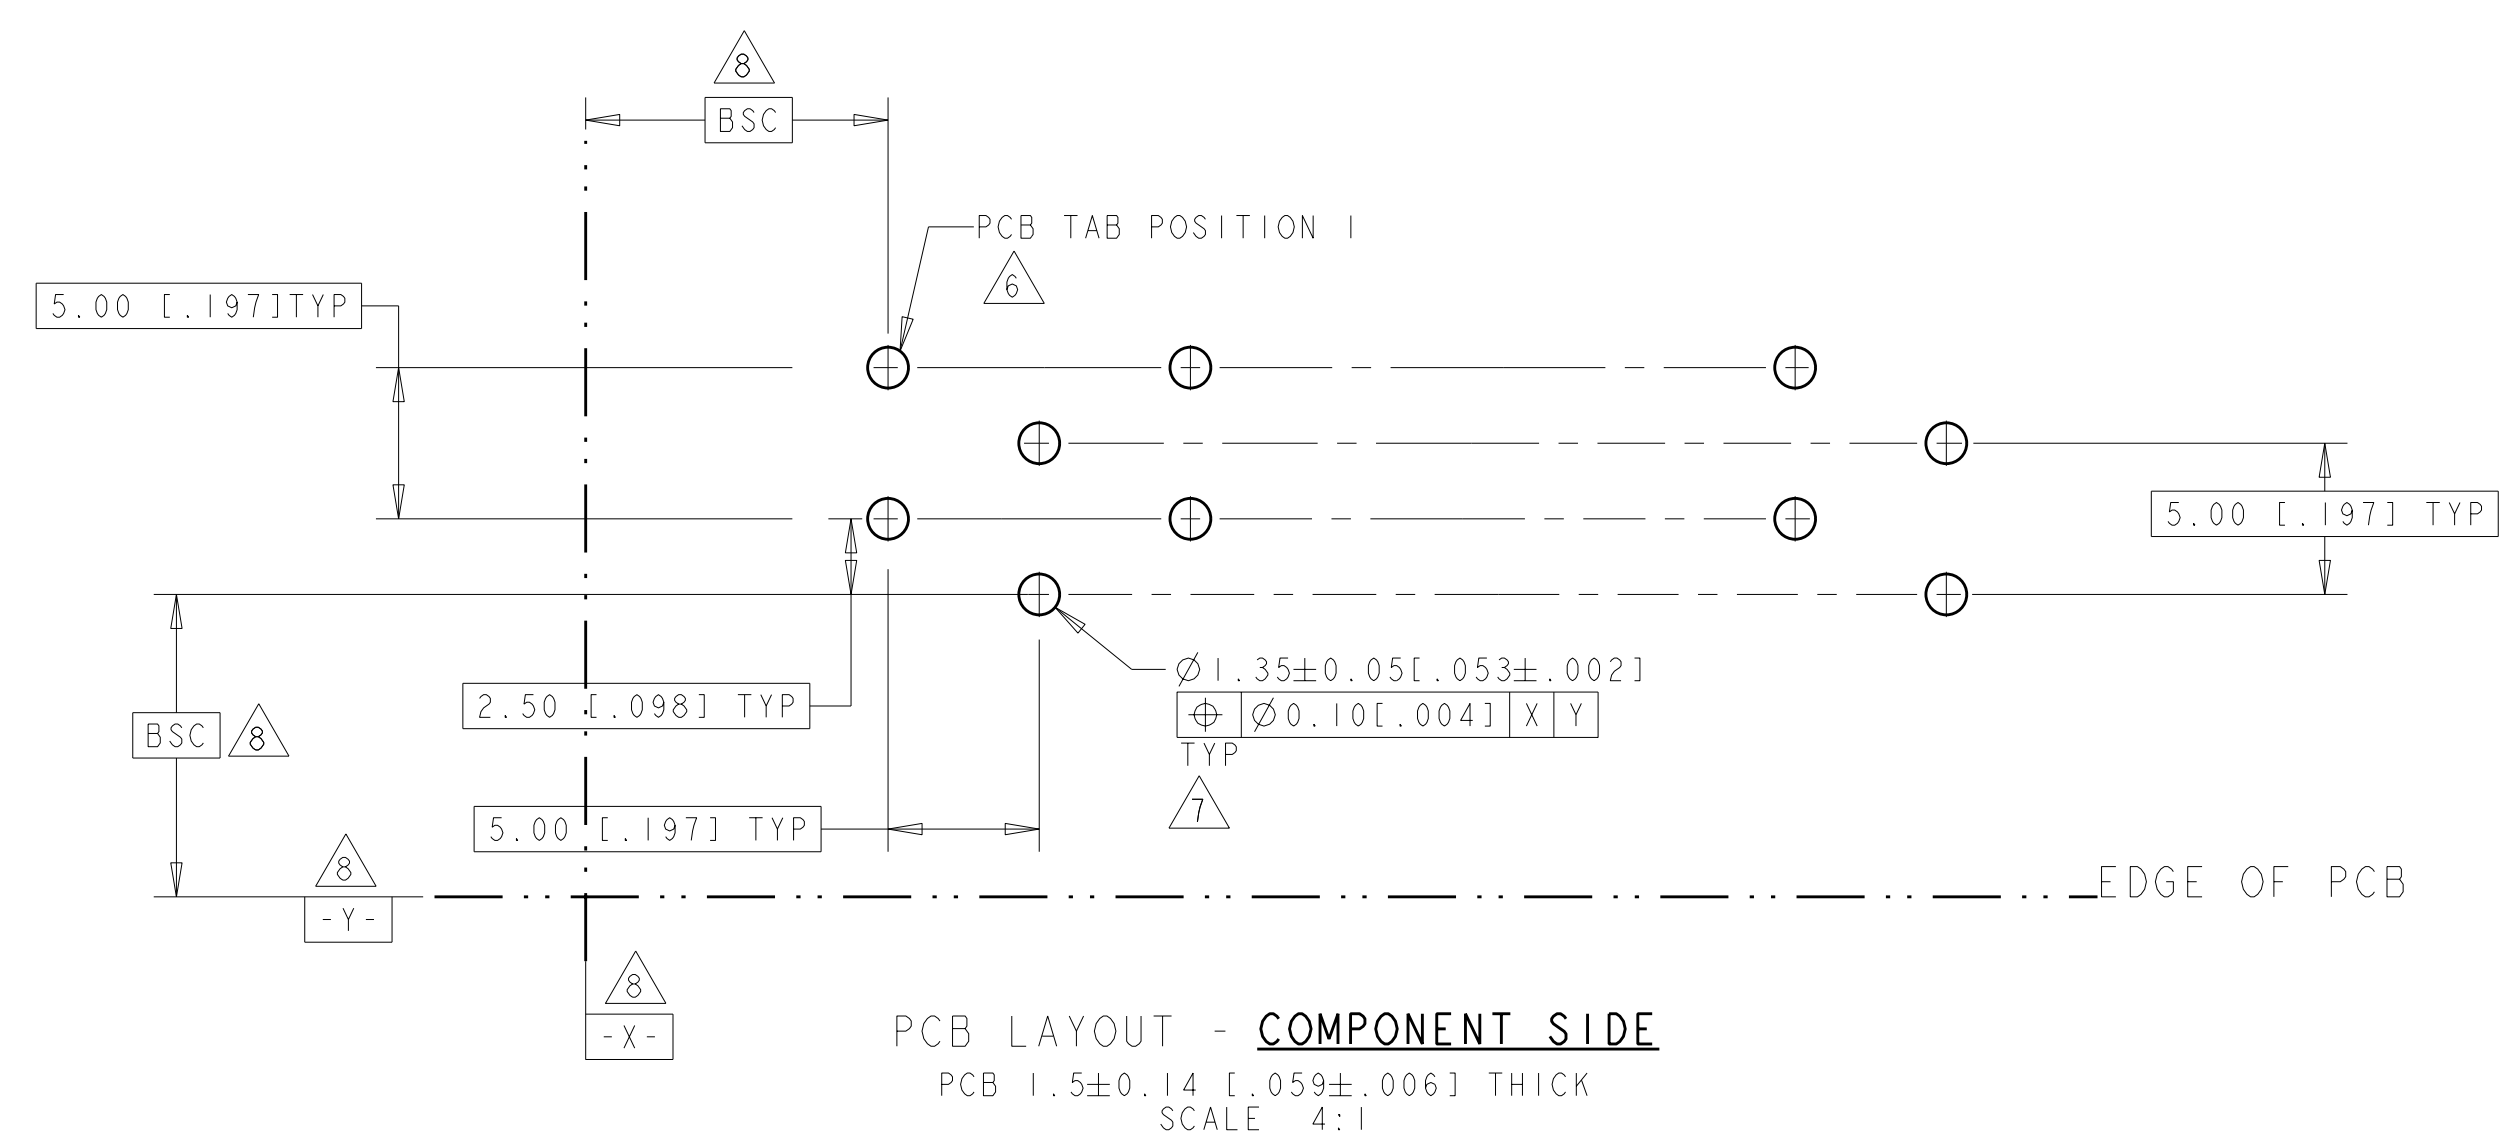 8
BSC
PCB TAB POSITION 1
6
5.00 [.197]TYP
5.00 [.197] TYP
Ø1.35±0.05[.053±.002]
⌖ Ø0.10[.004] X Y
TYP
7
2.50 [.098] TYP
BSC 8
5.00 [.197] TYP
8
-Y-
EDGE OF PCB
8
-X-
PCB LAYOUT - COMPONENT SIDE
PCB 1.5±0.14 [.059±.006] THICK
SCALE 4:1